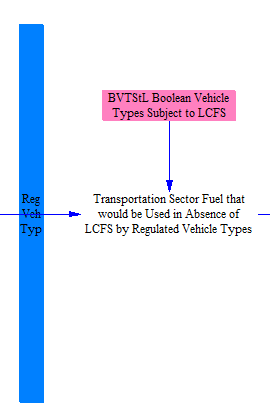 BVTStL Boolean Vehicle
Types Subject to LCFS
Reg
Veh
Typ
Transportation Sector Fuel that
would be Used in Absence of
LCFS by Regulated Vehicle Types